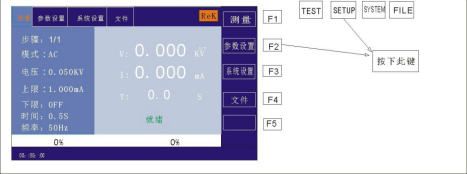 测量 参数设置 系统设置 文件 ReK
步骤：1/1
模式：AC
电压：0.050KV
上限：1.000mA
下限：OFF
时间：0.5S
频率：50Hz
V: 0.000 kV
I: 0.000 mA
T: 0.0 S
就绪
0% 0%
测量 F1
参数设置 F2
系统设置 F3
文件 F4
F5
TEST SETUP SYSTEM FILE
按下此键